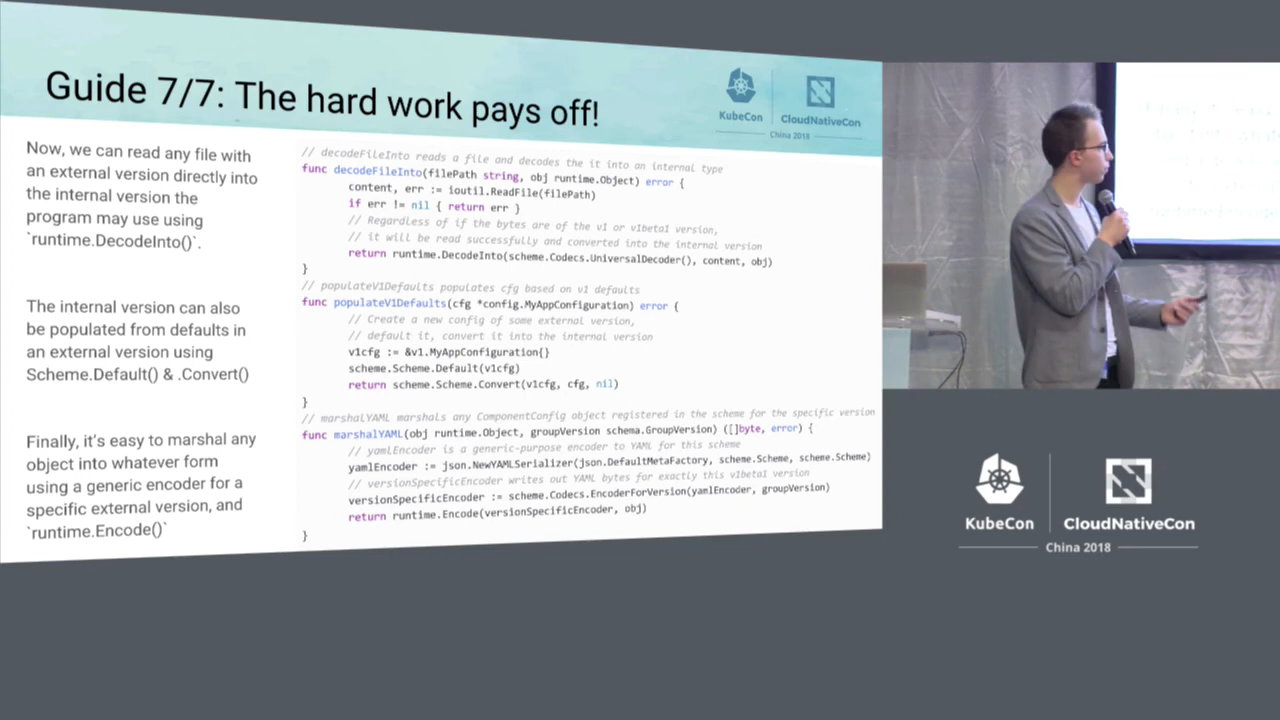 Guide 7/7: The hard work pays off!
KubeCon
CloudNativeCon
China 2018
Now, we can read any file with
an external version directly into
the internal version the
program may use using
`runtime.DecodeInto()`.
The internal version can also
be populated from defaults in
an external version using
Scheme.Default() & .Convert()
Finally, it's easy to marshal any
object into whatever form
using a generic encoder for a
specific external version, and
`runtime.Encode()`
// decodeFileInto reads a file and decodes the it into an internal type
func decodeFileInto(filePath string, obj runtime.Object) error {
content, err := ioutil.ReadFile(filePath)
if err != nil { return err }
// Regardless of if the bytes are of the v1 or v1beta1 version,
// it will be read successfully and converted into the internal version
return runtime.DecodeInto(scheme.Codecs.UniversalDecoder(), content, obj)
}
// populateV1Defaults populates cfg based on v1 defaults
func populateV1Defaults(cfg *config.MyAppConfiguration) error {
// Create a new config of some external version,
// default it, convert it into the internal version
v1cfg := &v1.MyAppConfiguration{}
scheme.Scheme.Default(v1cfg)
return scheme.Scheme.Convert(v1cfg, cfg, nil)
}
// marshalYAML marshals any ComponentConfig object registered in the scheme for the specific version
func marshalYAML(obj runtime.Object, groupVersion schema.GroupVersion) ([]byte, error) {
// yamlEncoder is a generic-purpose encoder to YAML for this scheme
yamlEncoder := json.NewYAMLSerializer(json.DefaultMetaFactory, scheme.Scheme, scheme.Scheme)
// versionSpecificEncoder writes out YAML bytes for exactly this v1beta1 version
versionSpecificEncoder := scheme.Codecs.EncoderForVersion(yamlEncoder, groupVersion)
return runtime.Encode(versionSpecificEncoder, obj)
}
KubeCon
CloudNativeCon
China 2018